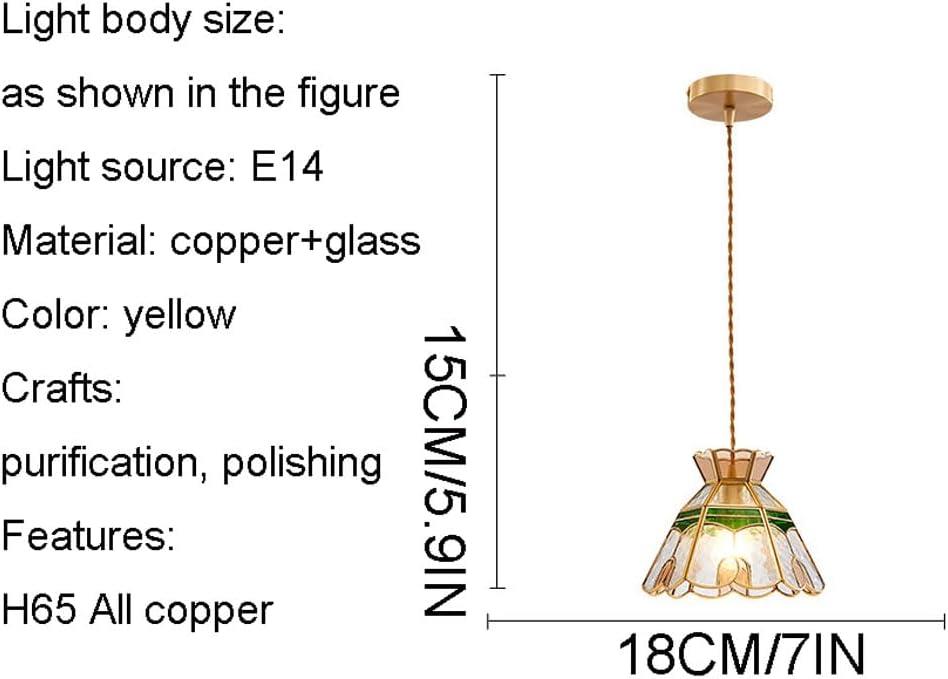 Light body size:
as shown in the figure
Light source: E14
Material: copper+glass
Color: yellow
Crafts:
purification, polishing
Features:
H65 All copper
15CM/5.9IN
18CM/7IN